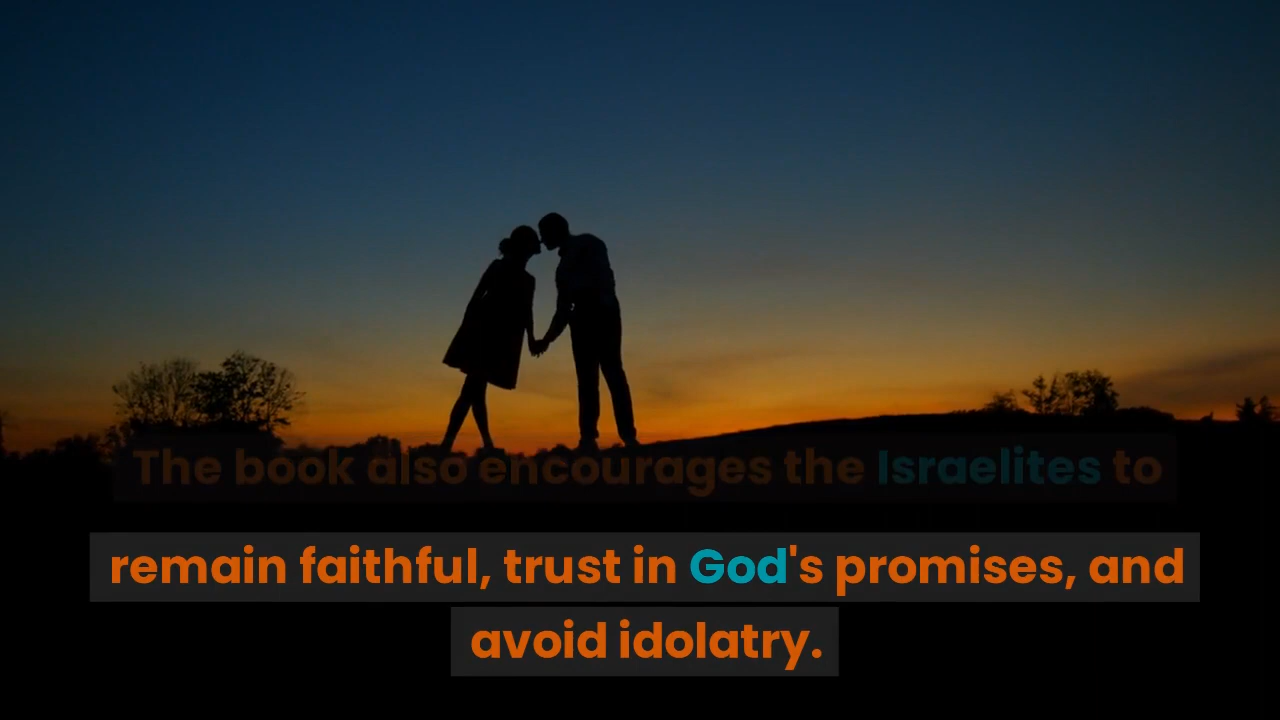 The book also encourages the Israelites to
remain faithful, trust in God's promises, and
avoid idolatry.